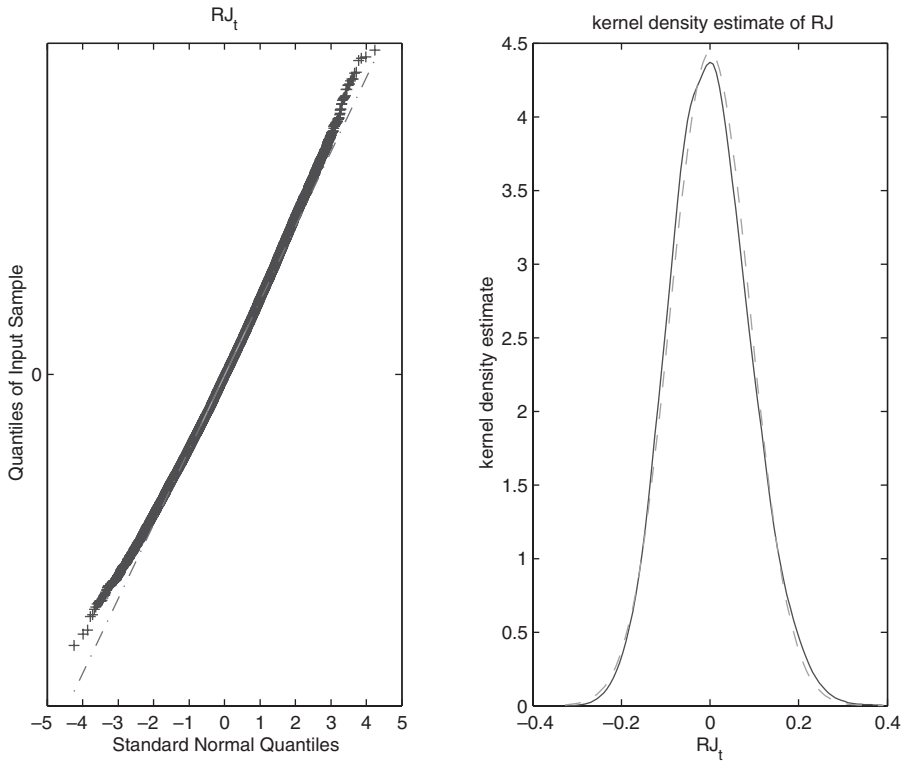 RJt
Quantiles of Input Sample
0
−5 −4 −3 −2 −1 0 1 2 3 4 5
Standard Normal Quantiles
kernel density estimate of RJ
kernel density estimate
4.5
4
3.5
3
2.5
2
1.5
1
0.5
0
−0.4 −0.2 0 0.2 0.4
RJt